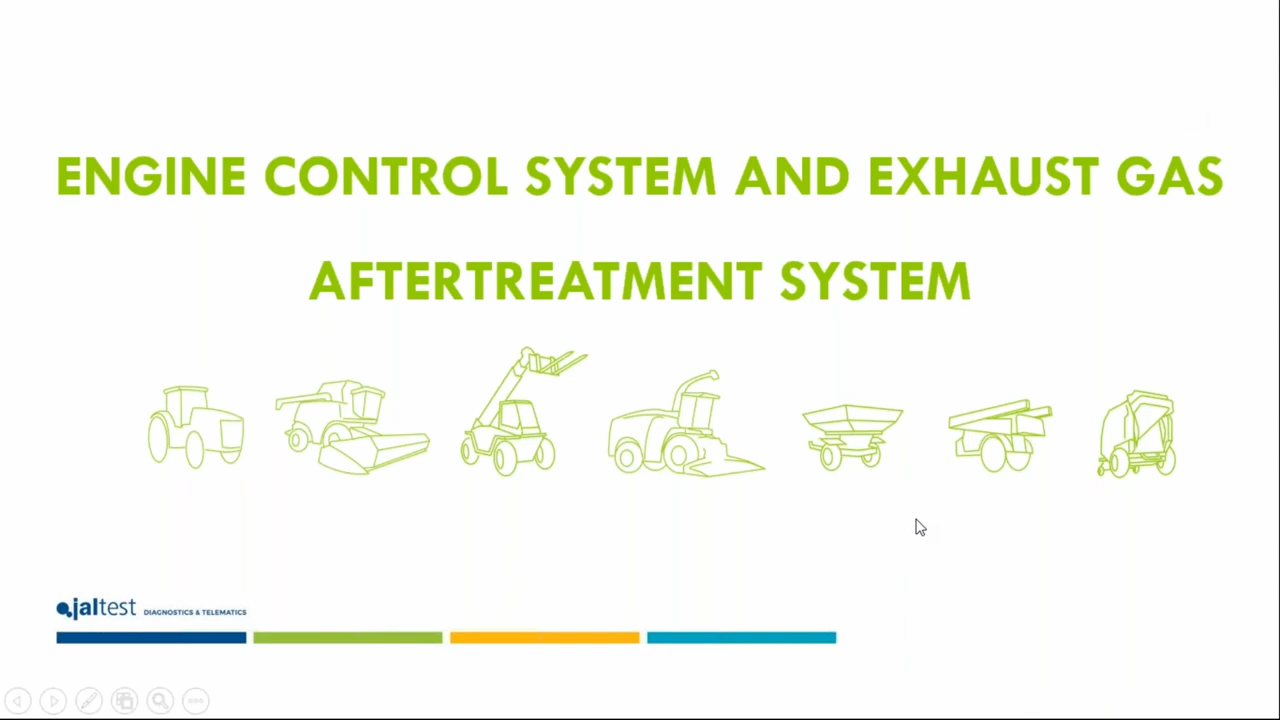 ENGINE CONTROL SYSTEM AND EXHAUST GAS
AFTERTREATMENT SYSTEM
jaltest DIAGNOSTICS & TELEMATICS